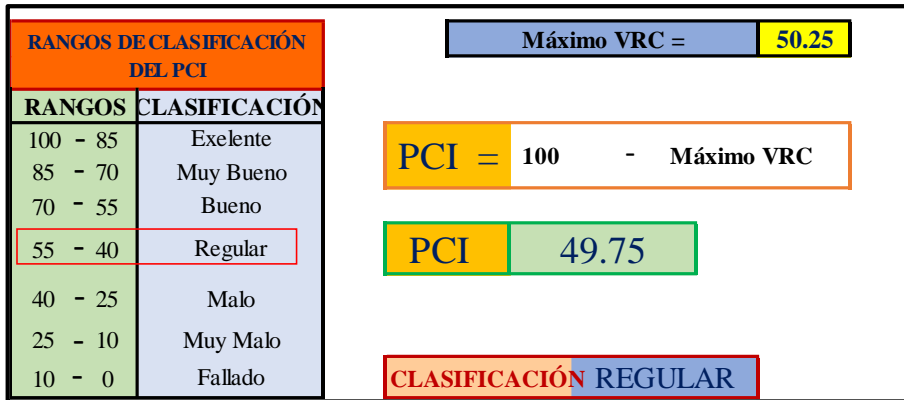 RANGOS DE CLASIFICACIÓN
DEL PCI
RANGOS CLASIFICACIÓN
100 - 85 Exelente
85 - 70 Muy Bueno
70 - 55 Bueno
55 - 40 Regular
40 - 25 Malo
25 - 10 Muy Malo
10 - 0 Fallado
Máximo VRC = 50.25
PCI = 100 - Máximo VRC
PCI 49.75
CLASIFICACIÓN REGULAR